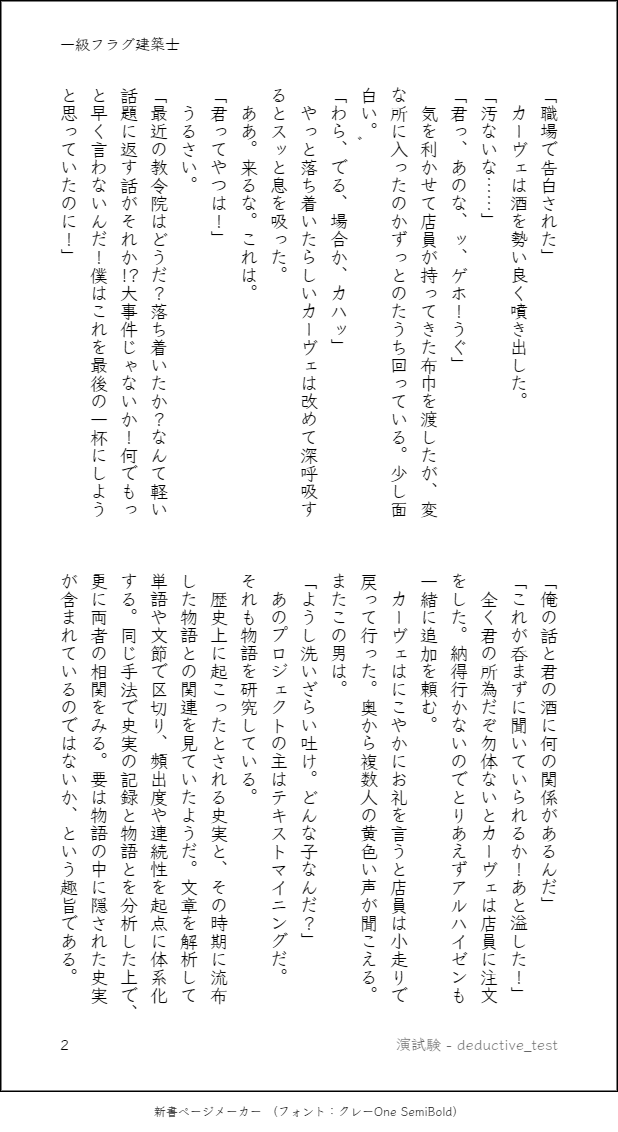 一級フラグ建築士
「職場で告白された」
　カーヴェは酒を勢い良く噴き出した。
「汚ないな……」
「君っ、あのな、ッ、ゲホ！うぐ」
　気を利かせて店員が持ってきた布巾を渡したが、変
な所に入ったのかずっとのたうち回っている。少し面
白い。
「わら、でる、場合か、カハッ」
　やっと落ち着いたらしいカーヴェは改めて深呼吸す
るとスッと息を吸った。
　ああ。来るな。これは。
「君ってやつは！」
　うるさい。
「最近の教令院はどうだ？落ち着いたか？なんて軽い
話題に返す話がそれか!?大事件じゃないか！何でもっ
と早く言わないんだ！僕はこれを最後の一杯にしよう
と思っていたのに！」
「俺の話と君の酒に何の関係があるんだ」
「これが呑まずに聞いていられるか！あと溢した！」
　全く君の所為だぞ勿体ないとカーヴェは店員に注文
をした。納得行かないのでとりあえずアルハイゼンも
一緒に追加を頼む。
　カーヴェはにこやかにお礼を言うと店員は小走りで
戻って行った。奥から複数人の黄色い声が聞こえる。
またこの男は。
「ようし洗いざらい吐け。どんな子なんだ？」
　あのプロジェクトの主はテキストマイニングだ。
それも物語を研究している。
　歴史上に起こったとされる史実と、その時期に流布
した物語との関連を見ていたようだ。文章を解析して
単語や文節で区切り、頻出度や連続性を起点に体系化
する。同じ手法で史実の記録と物語とを分析した上で、
更に両者の相関をみる。要は物語の中に隠された史実
が含まれているのではないか、という趣旨である。
2
演試験 - deductive_test
新書ページメーカー （フォント：クレーOne SemiBold）